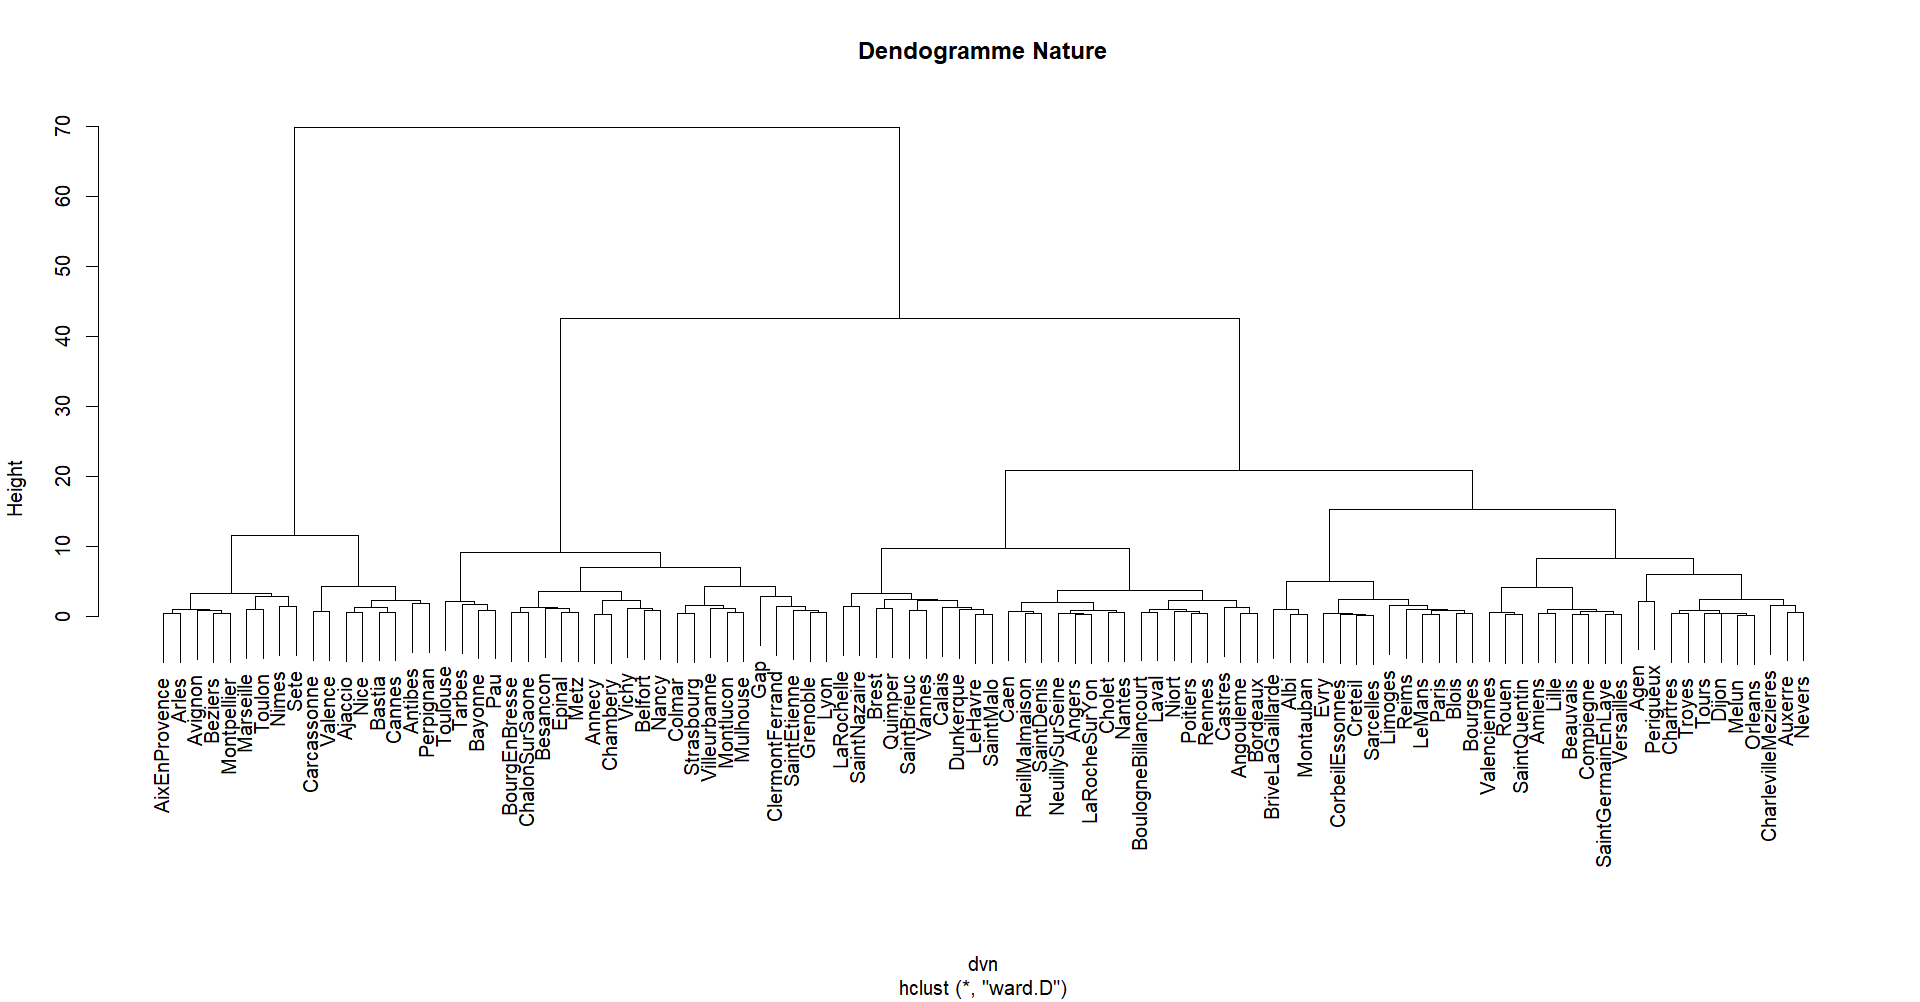 Dendogramme Nature
Height
0 10 20 30 40 50 60 70
AixEnProvence
Arles
Avignon
Beziers
Montpellier
Marseille
Toulon
Nimes
Sete
Carcassonne
Valence
Ajaccio
Nice
Bastia
Cannes
Antibes
Perpignan
Toulouse
Tarbes
Bayonne
Pau
BourgEnBresse
ChalonSurSaone
Besancon
Epinal
Metz
Annecy
Chambery
Vichy
Belfort
Nancy
Colmar
Strasbourg
Villeurbanne
Montlucon
Mulhouse
Gap
ClermontFerrand
SaintEtienne
Grenoble
Lyon
LaRochelle
SaintNazaire
Brest
Quimper
SaintBrieuc
Vannes
Calais
Dunkerque
LeHavre
SaintMalo
Caen
RueilMalmaison
SaintDenis
NeuillySurSeine
Angers
LaRocheSurYon
Cholet
Nantes
BoulogneBillancourt
Laval
Niort
Poitiers
Rennes
Castres
Angouleme
Bordeaux
BriveLaGaillarde
Albi
Montauban
Evry
CorbeilEssonnes
Creteil
Sarcelles
Limoges
Reims
LeMans
Paris
Blois
Bourges
Valenciennes
Rouen
SaintQuentin
Amiens
Lille
Beauvais
Compiegne
SaintGermainEnLaye
Versailles
Agen
Perigueux
Chartres
Troyes
Tours
Dijon
Melun
Orleans
CharlevilleMezieres
Auxerre
Nevers
dvn
hclust (*, "ward.D")